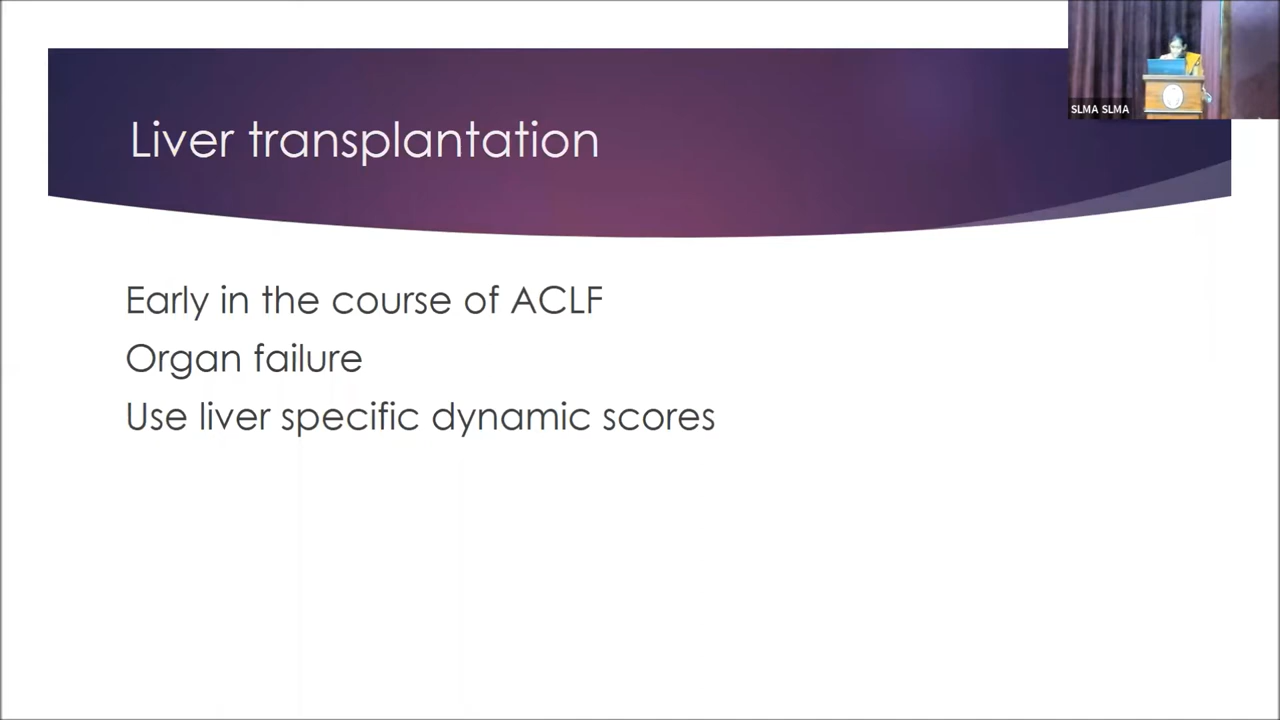 Liver transplantation
SLMA SLMA
Early in the course of ACLF
Organ failure
Use liver specific dynamic scores